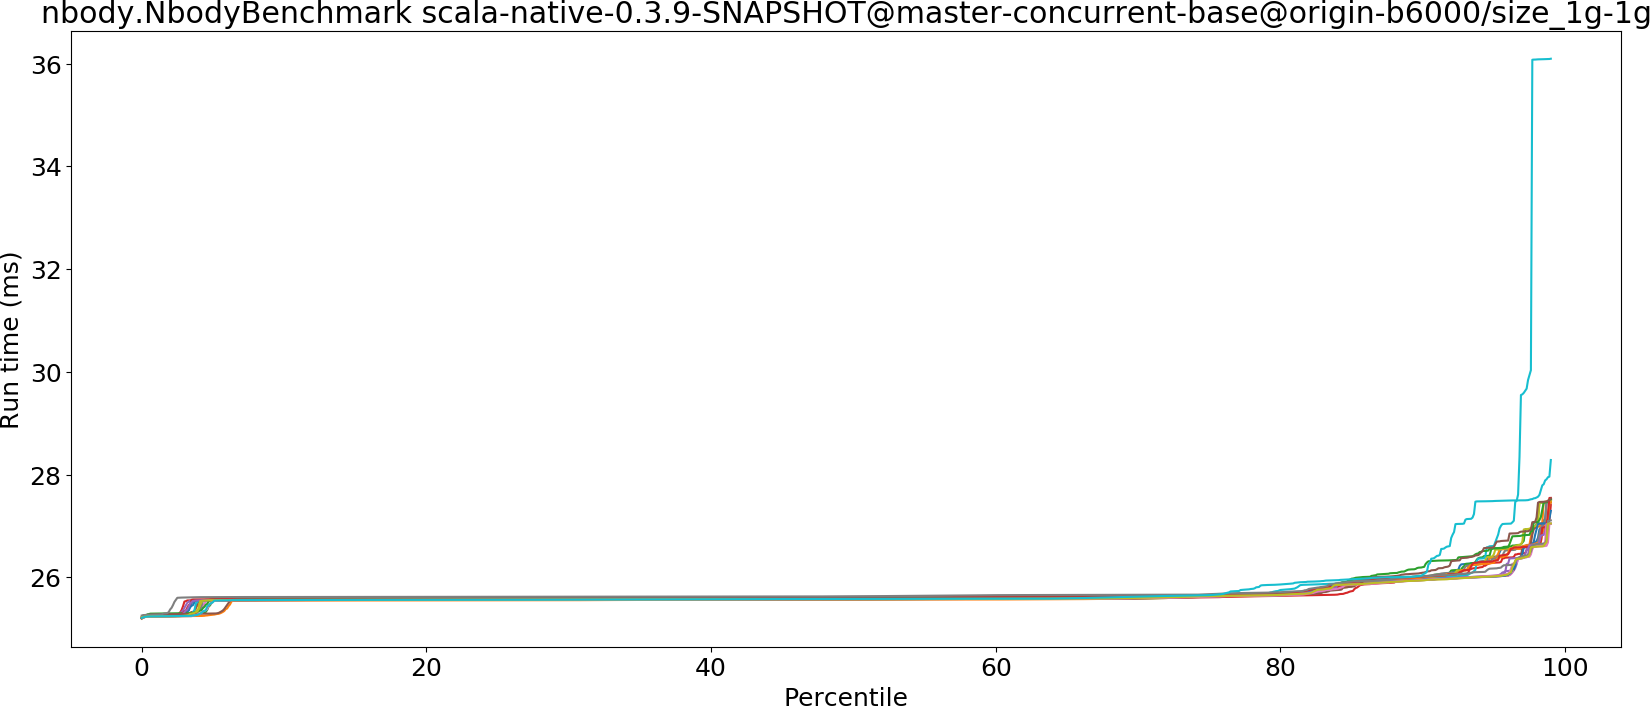 nbody.NbodyBenchmark scala-native-0.3.9-SNAPSHOT@master-concurrent-base@origin-b6000/size_1g-1g
36
34
32
30
28
26
Run time (ms)
0 20 40 60 80 100
Percentile